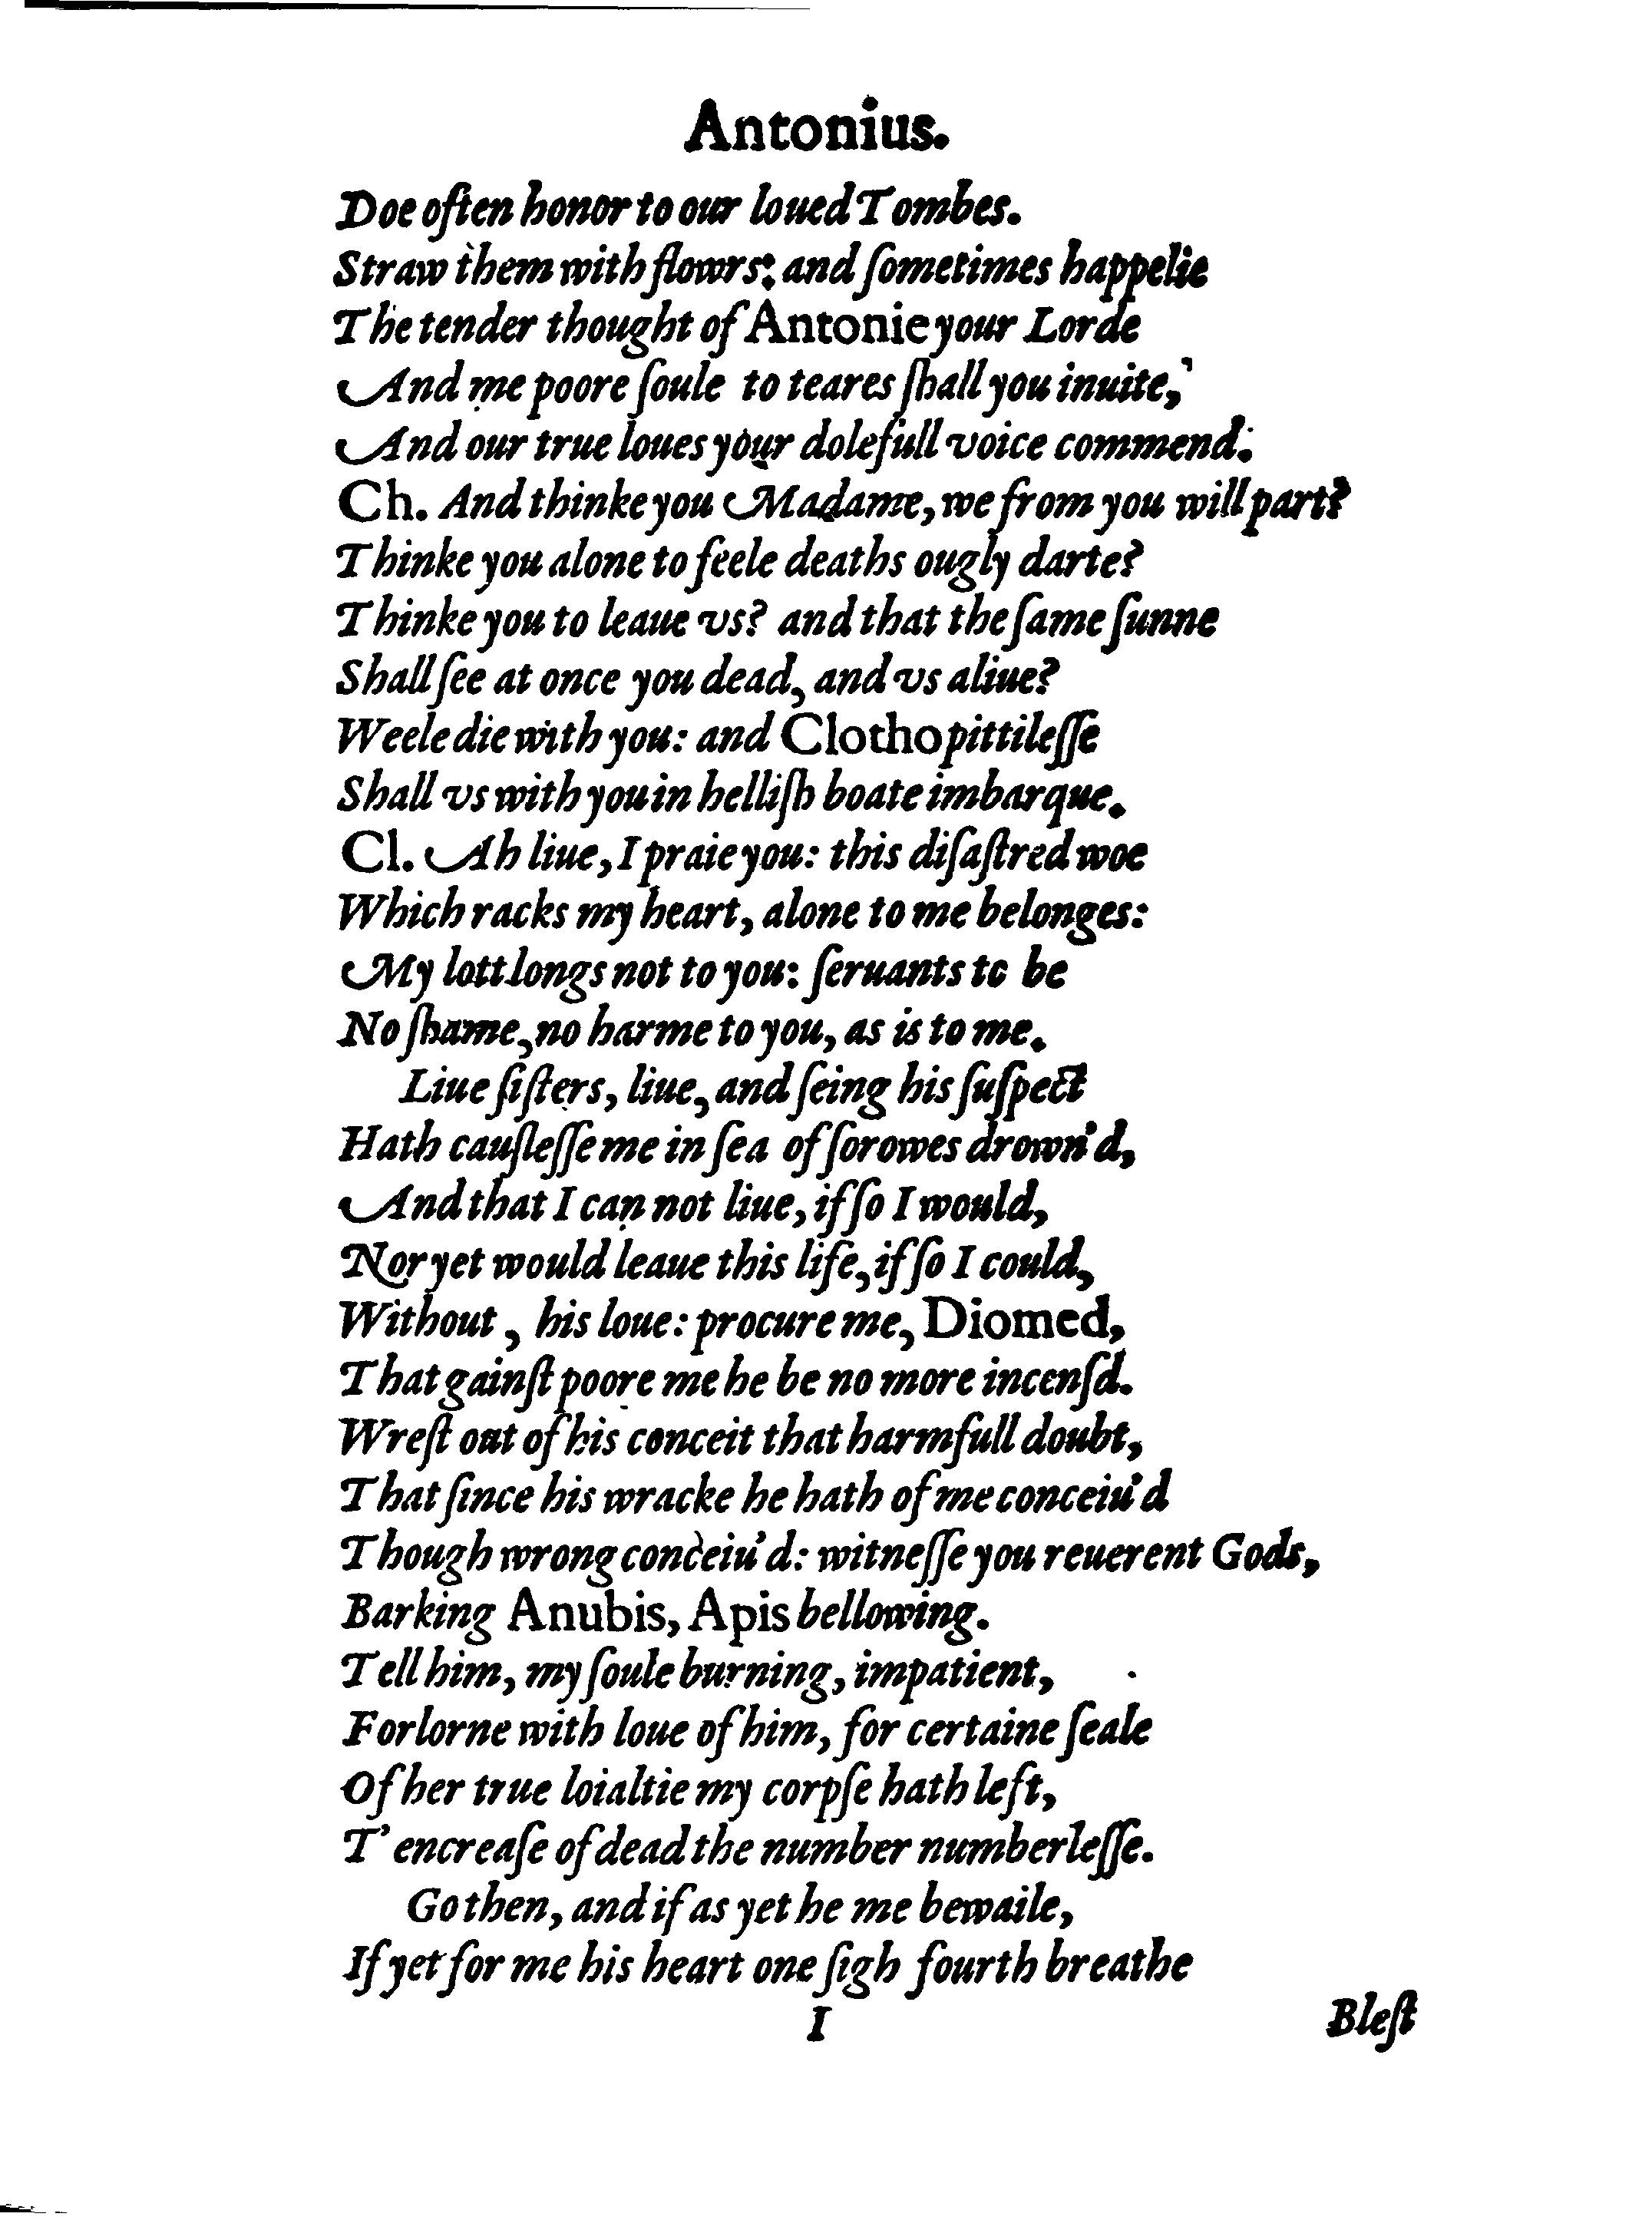 Antonius.
Doe often honor to our loued Tombes.
Straw them with flowrs: and ſometimes happelie
The tender thought of Antonie your Lorde
And me poore ſoule to teares ſhall you inuite,
And our true loues your dolefull voice commend.
Ch. And thinke you Madame, we from you will part?
Thinke you alone to feele deaths ougly darte?
Thinke you to leaue vs? and that the ſame ſunne
Shall ſee at once you dead, and vs aliue?
Weele die with you: and Clotho pittileſſe
Shall vs with you in helliſh boate imbarque.
Cl. Ah liue, I praie you: this diſaſtred woe
Which racks my heart, alone to me belonges:
My lott longs not to you: ſeruants to be
No ſhame, no harme to you, as is to me.
Liue ſiſters, liue, and ſeing his ſuſpect
Hath cauſleſſe me in ſea of ſorowes drown'd,
And that I can not liue, if ſo I would,
Nor yet would leaue this life, if ſo I could,
Without , his loue: procure me, Diomed,
That gainſt poore me he be no more incenſd.
Wreſt out of his conceit that harmfull doubt,
That ſince his wracke he hath of me conceiu'd
Though wrong conceiu'd: witneſſe you reuerent Gods,
Barking Anubis, Apis bellowing.
Tell him, my ſoule burning, impatient,
Forlorne with loue of him, for certaine ſeale
Of her true loialtie my corpſe hath left,
T' encreaſe of dead the number numberleſſe.
Go then, and if as yet he me bewaile,
If yet for me his heart one ſigh fourth breathe
I
Bleſt